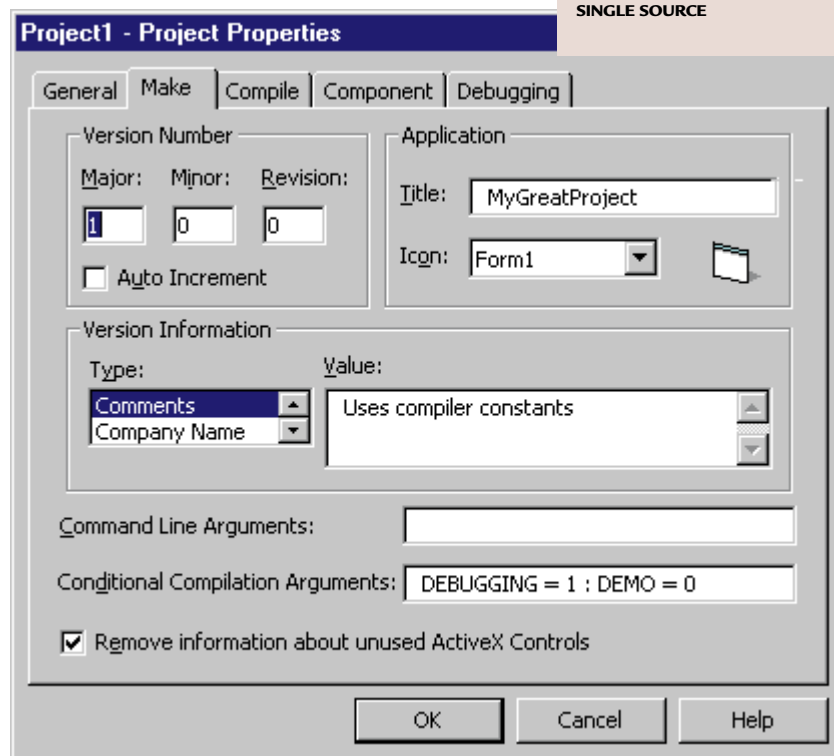 SINGLE SOURCE
Project1 - Project Properties
General Make Compile Component Debugging
Version Number
Major: Minor: Revision:
1 0 0
Auto Increment
Application
Title: MyGreatProject
Icon: Form1
Version Information
Type: Value:
Comments
Company Name
Uses compiler constants
Command Line Arguments:
Conditional Compilation Arguments: DEBUGGING = 1 : DEMO = 0
Remove information about unused ActiveX Controls
OK Cancel Help